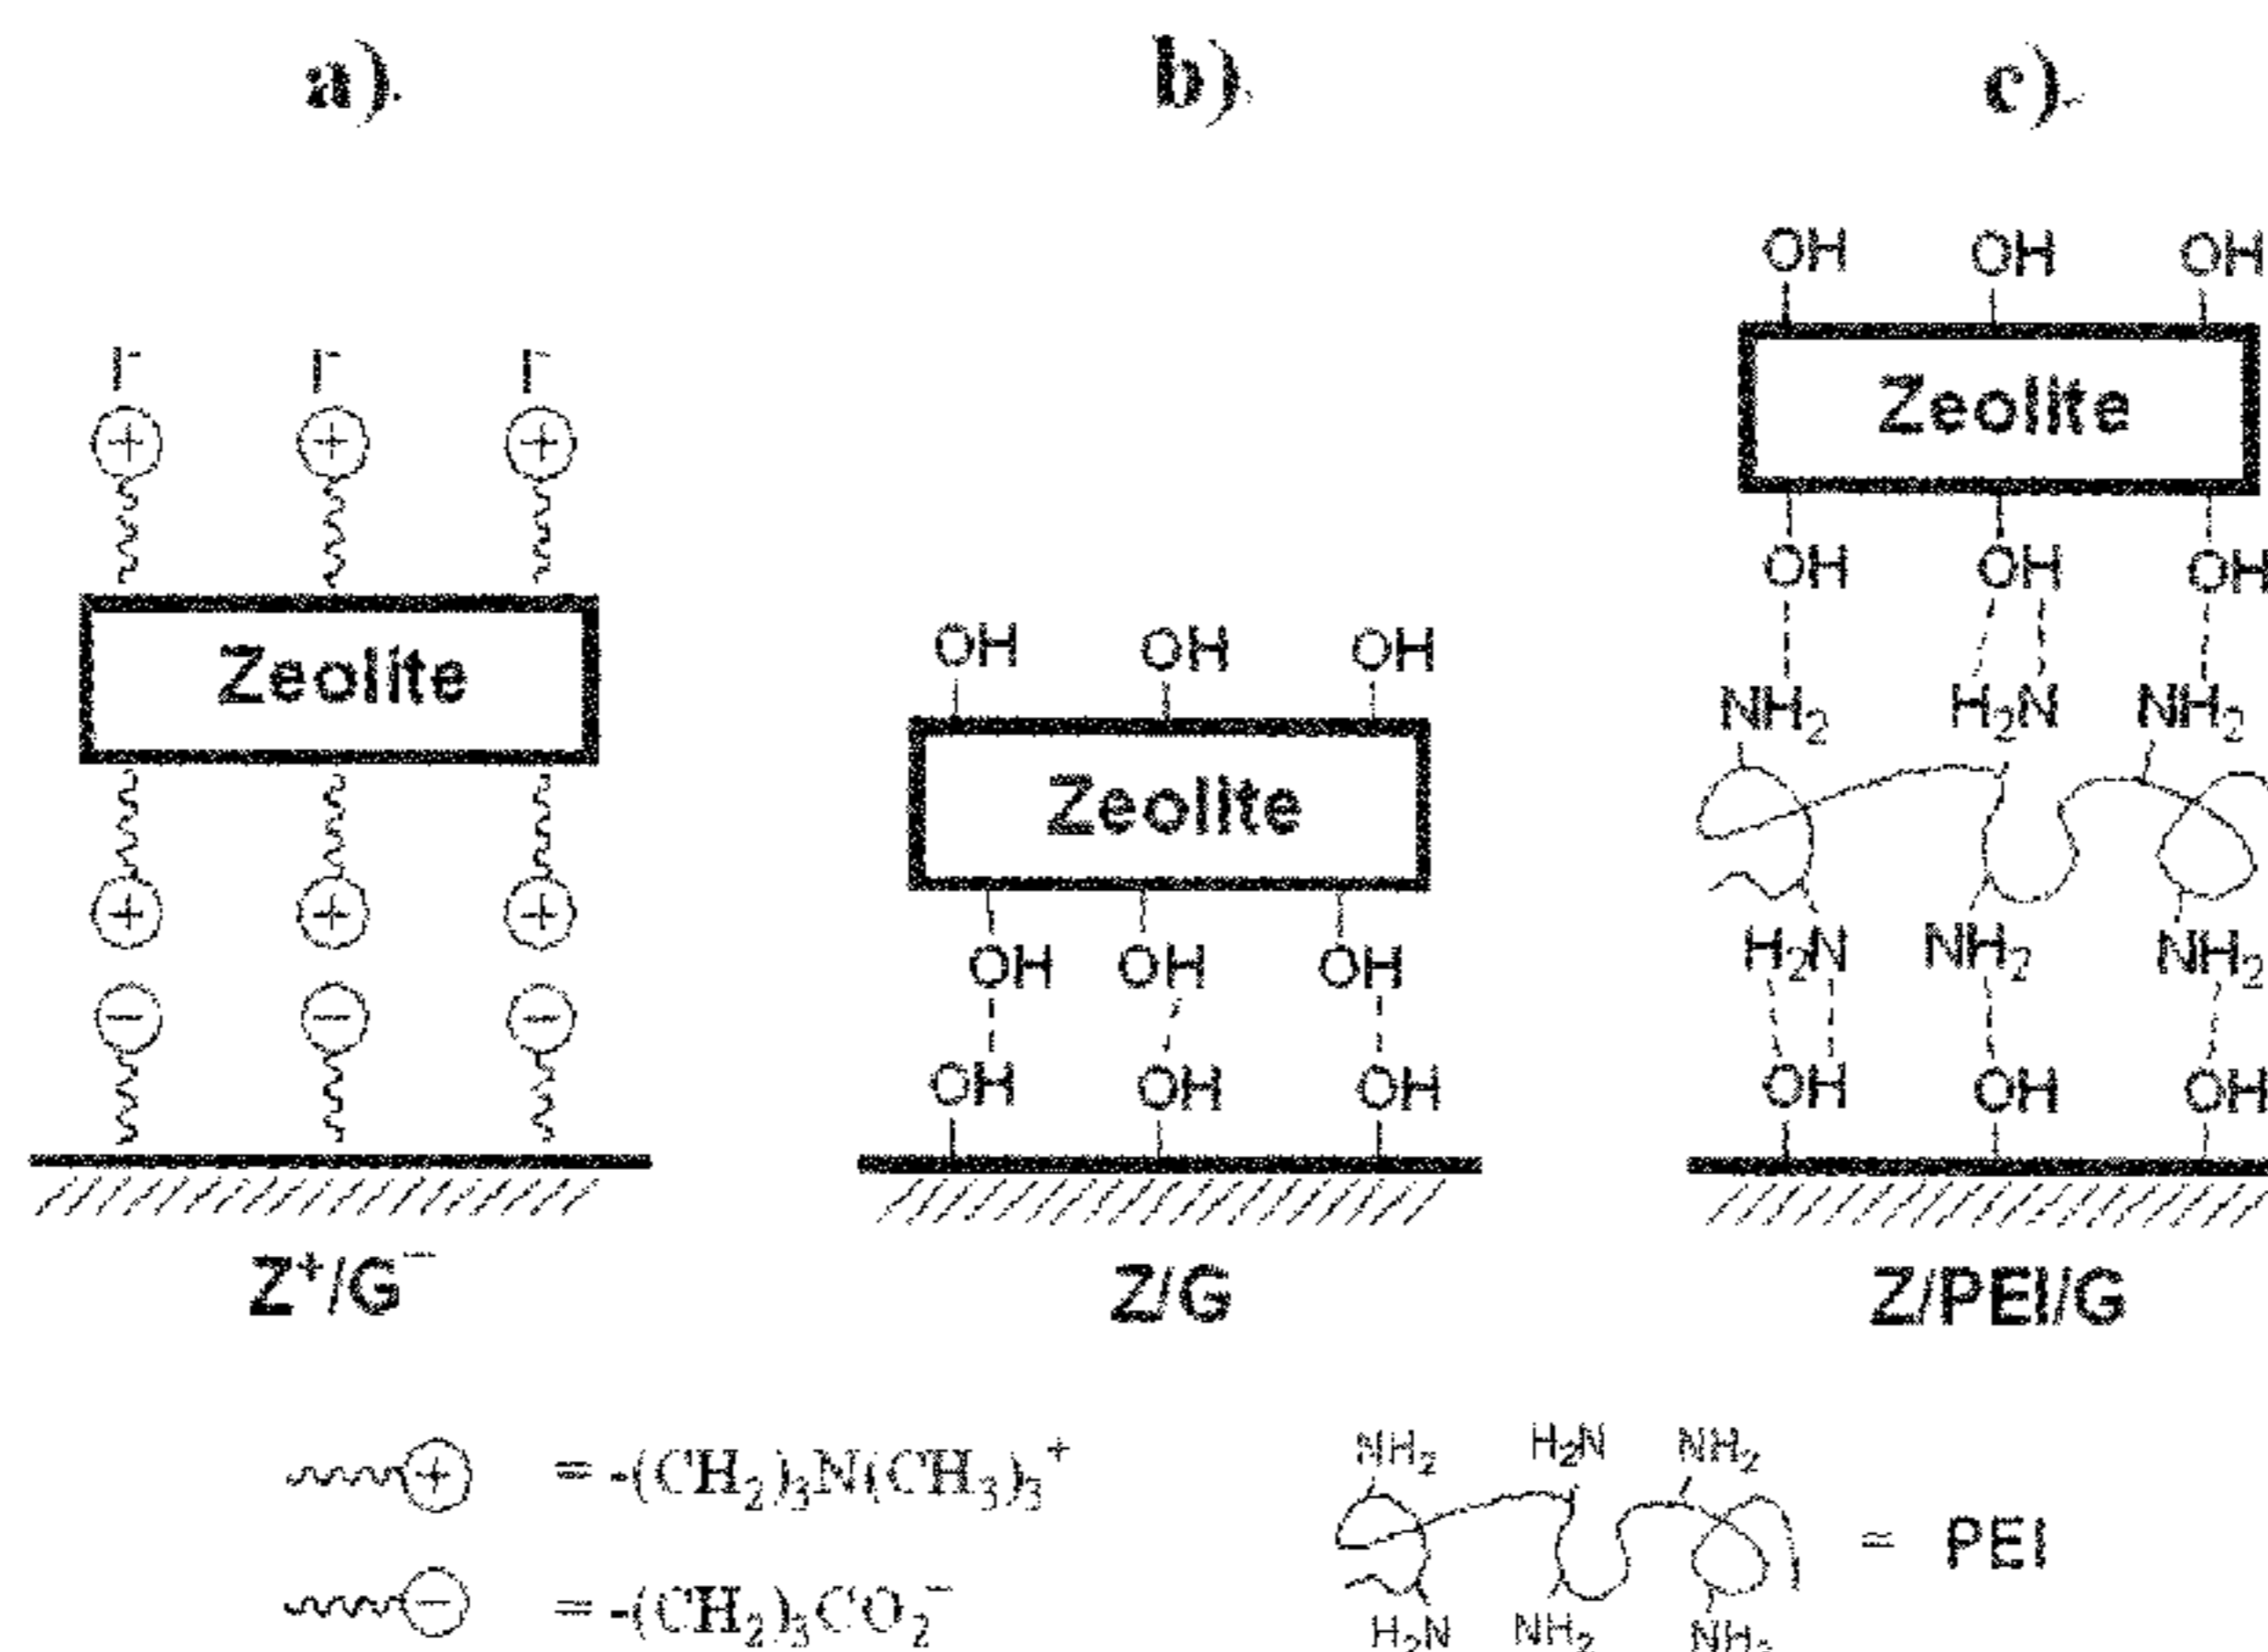 a). b), c)
OH OH OH
I⁻ I⁻ I⁻
+ + +
Zeolite
OH OH OH
Zeolite
OH OH OH
NH₂ H₂N NH₂
Zeolite
+ + +
OH OH OH
H₂N NH₂ NH₂
− − −
OH OH OH
OH OH OH
Z⁺/G⁻ Z/G Z/PEI/G
+ = -(CH₂)₃N(CH₃)₃⁺
− = -(CH₂)₃CO₂⁻
NH₂ H₂N NH₂
= PEI
H₂N NH₂ NH₂